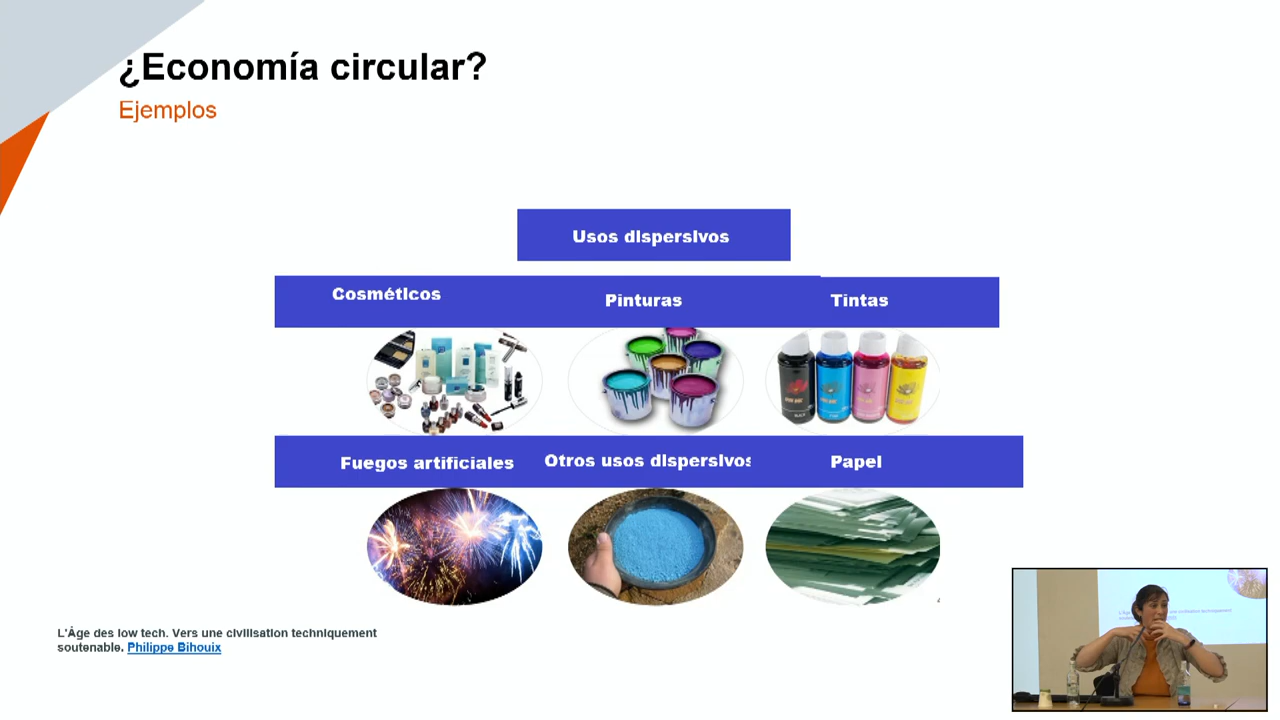 ¿Economía circular?
Ejemplos
Usos dispersivos
Cosméticos
Pinturas
Tintas
Fuegos artificiales
Otros usos dispersivos
Papel
L'Âge des low tech. Vers une civilisation techniquement
soutenable. Philippe Bihouix